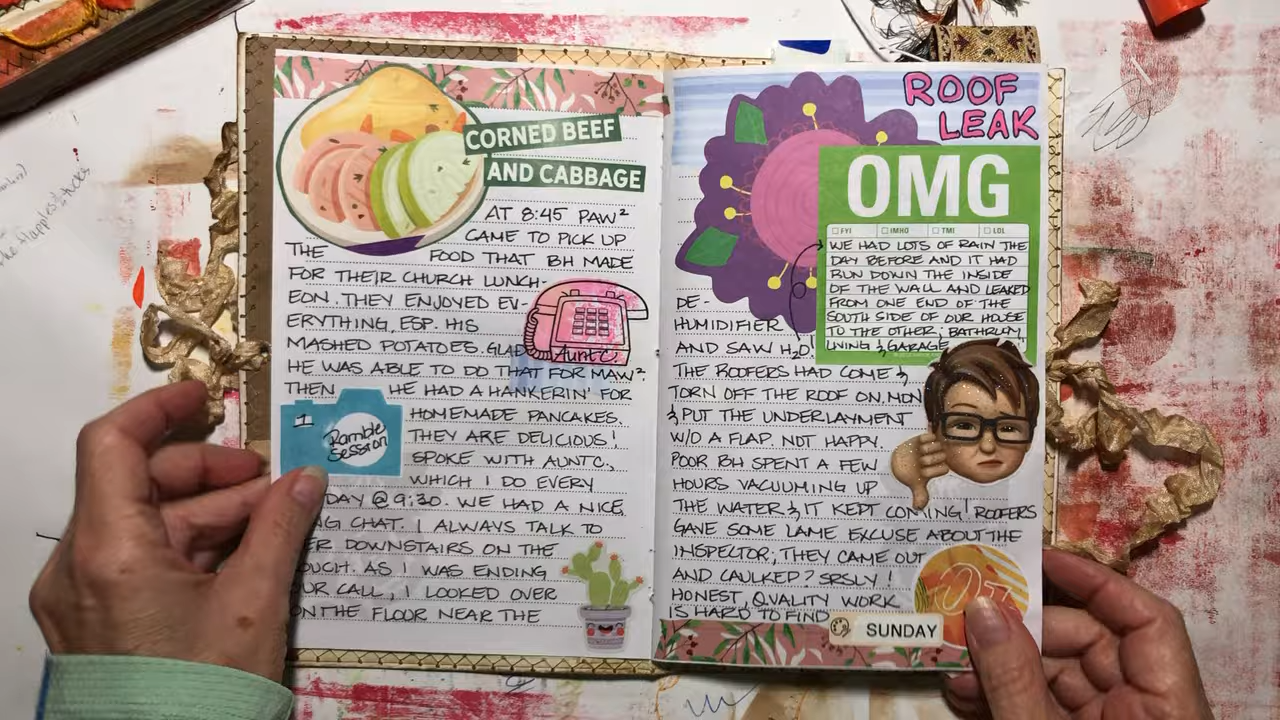 CORNED BEEF
AND CABBAGE
AT 8:45 PAW²
CAME TO PICK UP
THE FOOD THAT BH MADE
FOR THEIR CHURCH LUNCH-
EON. THEY ENJOYED EV-
ERYTHING, ESP. HIS
MASHED POTATOES. GLAD
HE WAS ABLE TO DO THAT FOR MAW².
THEN HE HAD A HANKERIN' FOR
HOMEMADE PANCAKES.
THEY ARE DELICIOUS!
SPOKE WITH AUNTC,
WHICH I DO EVERY
DAY @ 9:30. WE HAD A NICE
CHAT. I ALWAYS TALK TO
DOWNSTAIRS ON THE
AS I WAS ENDING
CALL, I LOOKED OVER
ON THE FLOOR NEAR THE
AuntC
1
Ramble
Session
ROOF
LEAK
OMG
FYI IMHO TMI LOL
WE HAD LOTS OF RAIN THE
DAY BEFORE AND IT HAD
RUN DOWN THE INSIDE
OF THE WALL AND LEAKED
FROM ONE END OF THE
SOUTH SIDE OF OUR HOUSE
TO THE OTHER; BATHRUM,
LIVING & GARAGE
DE-
HUMIDIFIER
AND SAW H₂O!
THE ROOFERS HAD COME &
TORN OFF THE ROOF ON MON
& PUT THE UNDERLAYMENT
W/O A FLAP. NOT HAPPY.
POOR BH SPENT A FEW
HOURS VACUUMING UP
THE WATER & IT KEPT COMING! ROOFERS
GAVE SOME LAME EXCUSE ABOUT THE
INSPECTOR; THEY CAME OUT
AND CAULKED? SRSLY!
HONEST, QUALITY WORK
IS HARD TO FIND
SUNDAY